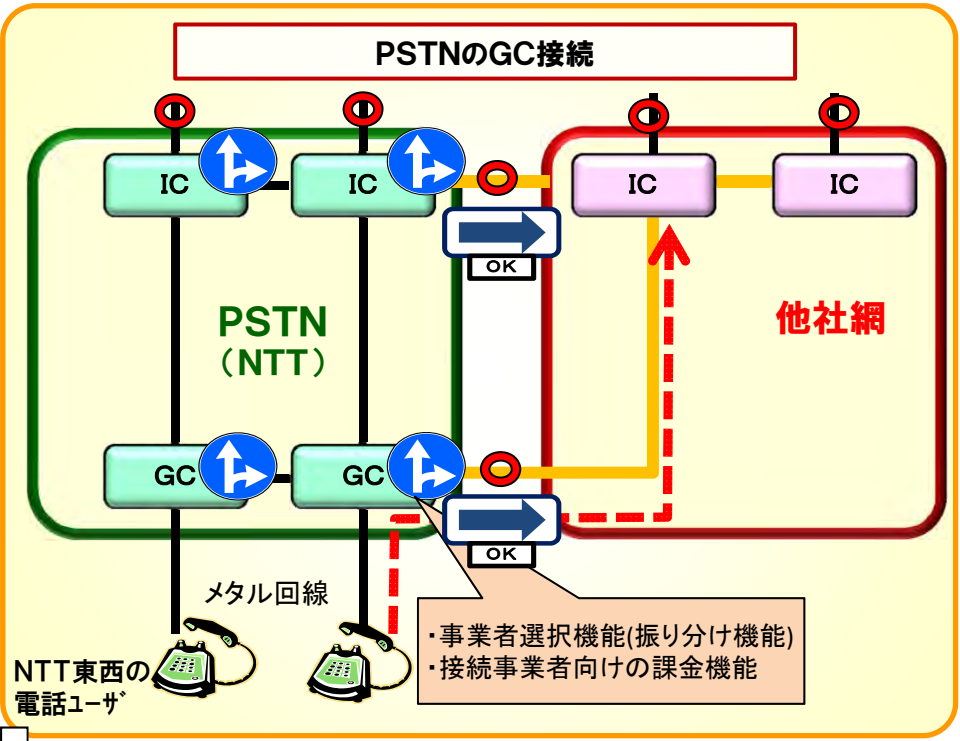 PSTNのGC接続
IC
IC
IC
IC
OK
PSTN
（NTT）
他社網
GC
GC
OK
メタル回線
・事業者選択機能(振り分け機能)
・接続事業者向けの課金機能
NTT東西の
電話ﾕｰｻﾞ